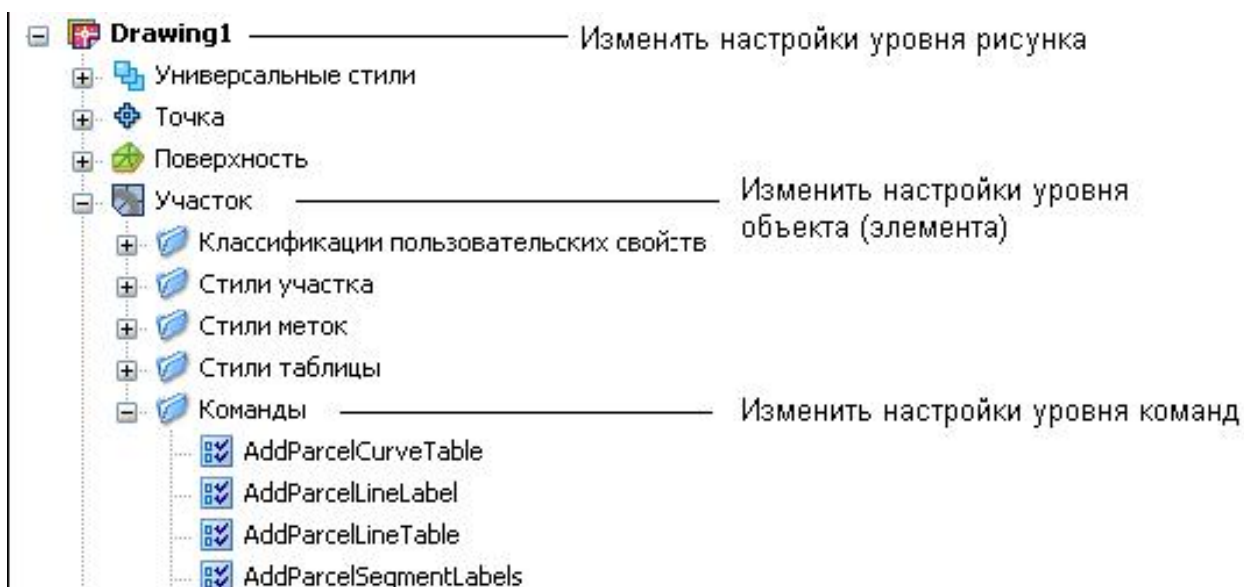 Drawing1 Изменить настройки уровня рисунка
Универсальные стили
Точка
Поверхность
Участок Изменить настройки уровня
объекта (элемента)
Классификации пользовательских свойств
Стили участка
Стили меток
Стили таблицы
Команды Изменить настройки уровня команд
AddParcelCurveTable
AddParcelLineLabel
AddParcelLineTable
AddParcelSegmentLabels